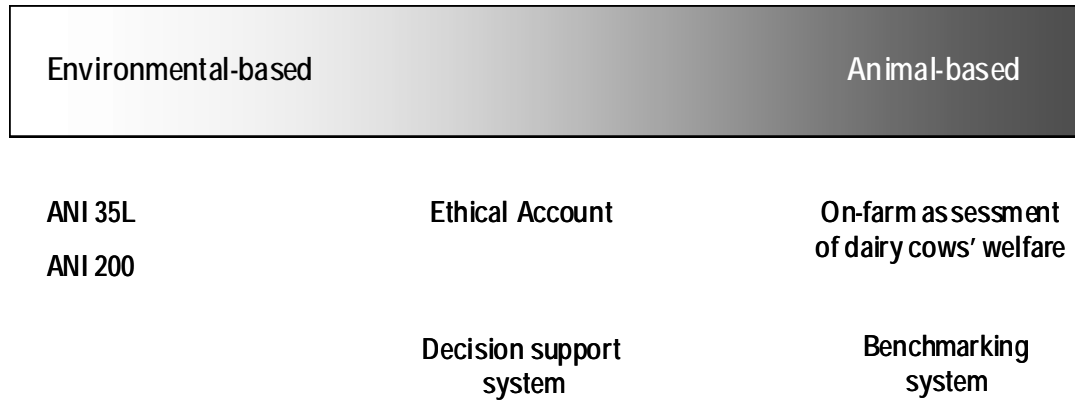 Environmental-based
Animal-based
ANI 35L
ANI 200
Ethical Account
On-farm assessment
of dairy cows' welfare
Decision support
system
Benchmarking
system